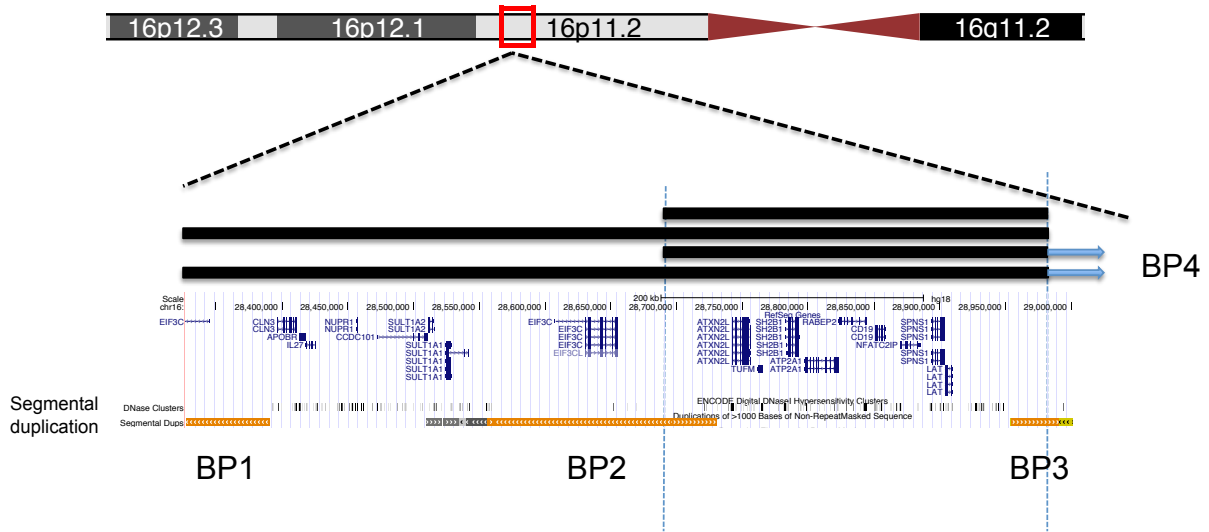 16p12.3 16p12.1 16p11.2 16q11.2
BP4
Scale 200 kb hg18
chr16: 28,400,000 28,450,000 28,500,000 28,550,000 28,600,000 28,650,000 28,700,000 28,750,000 28,800,000 28,850,000 28,900,000 28,950,000 29,000,000
RefSeq Genes
EIF3C CLN3 NUPR1 SULT1A2 EIF3C ATXN2L SH2B1 RABEP2 SPNS1
CLN3 NUPR1 SULT1A2 EIF3C ATXN2L SH2B1 CD19 SPNS1
APOBR CCDC101 EIF3C ATXN2L SH2B1 CD19 SPNS1
IL27 SULT1A1 EIF3C ATXN2L SH2B1 NFATC2IP
SULT1A1 EIF3CL ATXN2L SH2B1 SPNS1
SULT1A1 ATXN2L ATP2A1 SPNS1
SULT1A1 TUFM ATP2A1 LAT
SULT1A1 LAT
LAT
LAT
ENCODE Digital DNaseI Hypersensitivity Clusters
DNase Clusters
Duplications of >1000 Bases of Non-RepeatMasked Sequence
Segmental Dups
Segmental
duplication
BP1 BP2 BP3